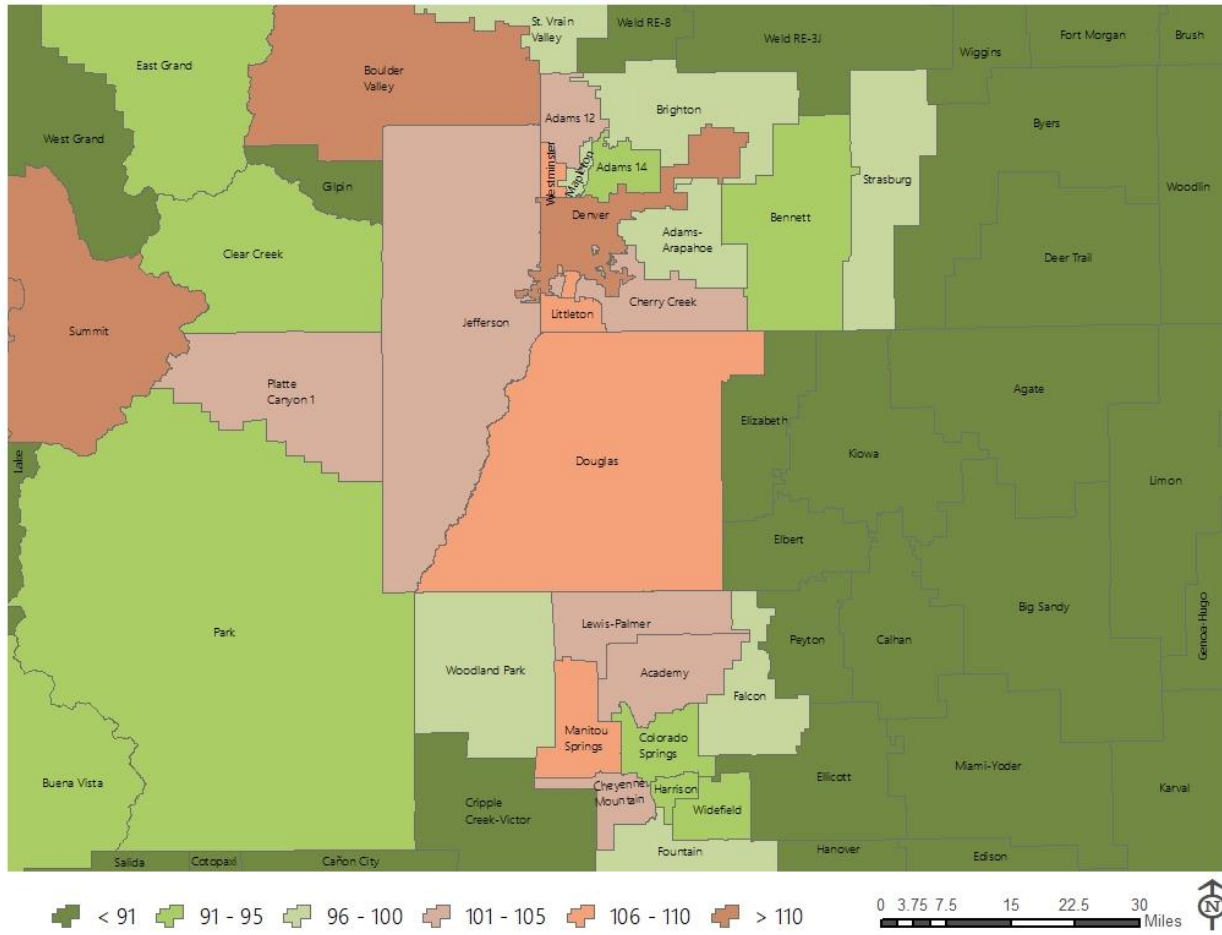 St. Vrain
Valley
Weld RE-8
Weld RE-3J
Wiggins
Fort Morgan
Brush
East Grand
Boulder
Valley
West Grand
Adams 12
Brighton
Byers
Westminster
Mapleton
Adams 14
Strasburg
Woodlin
Gilpin
Denver
Bennett
Adams-
Arapahoe
Clear Creek
Deer Trail
Summit
Jefferson
Littleton
Cherry Creek
Platte
Canyon 1
Agate
Elizabeth
Kiowa
Lake
Douglas
Limon
Elbert
Park
Lewis-Palmer
Big Sandy
Genoa-Hugo
Peyton
Calhan
Woodland Park
Academy
Falcon
Manitou
Springs
Colorado
Springs
Buena Vista
Ellicott
Miami-Yoder
Karval
Cripple
Creek-Victor
Cheyenne
Mountain
Harrison
Widefield
Fountain
Hanover
Edison
Salida
Cotopaxi
Cañon City
< 91
91 - 95
96 - 100
101 - 105
106 - 110
> 110
0 3.75 7.5 15 22.5 30
Miles
N